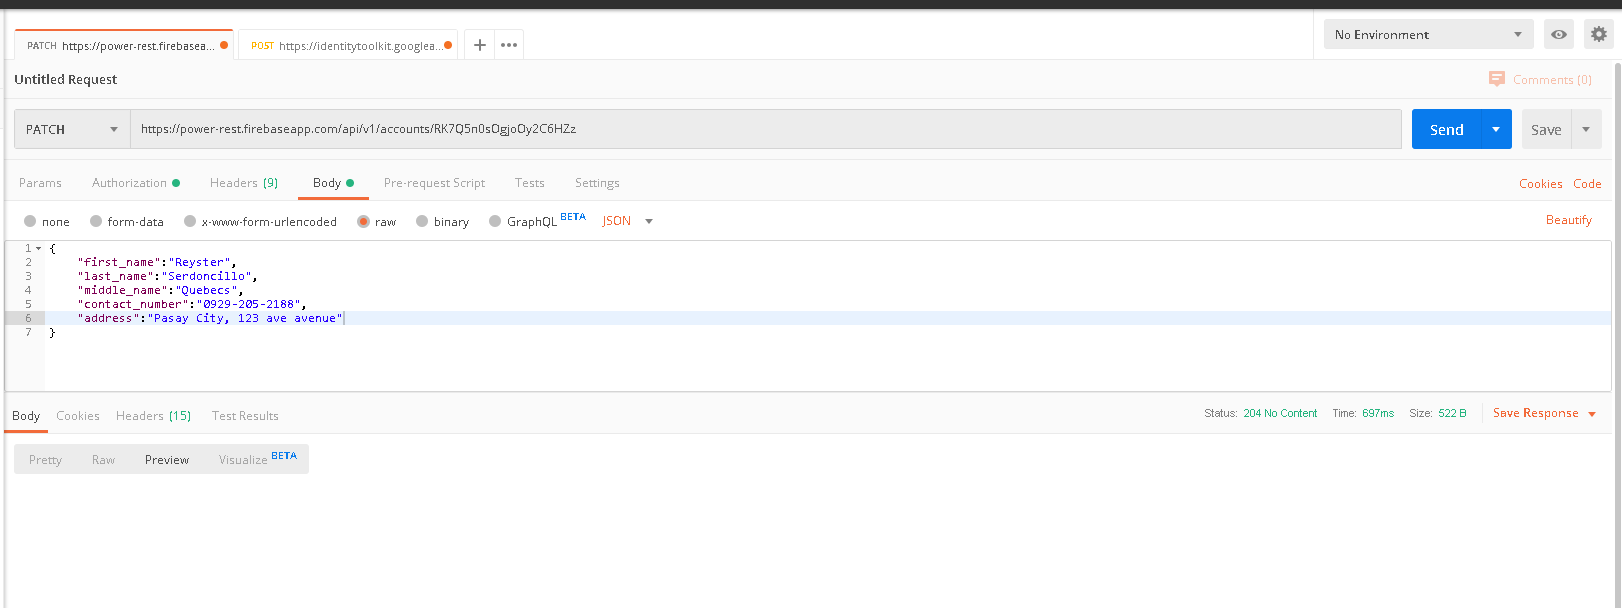 PATCH https://power-rest.firebasea... POST https://identitytoolkit.googlea... + ••• No Environment
Untitled Request Comments (0)
PATCH https://power-rest.firebaseapp.com/api/v1/accounts/RK7Q5n0sOgjoOy2C6HZz Send Save
Params Authorization Headers (9) Body Pre-request Script Tests Settings Cookies Code
none form-data x-www-form-urlencoded raw binary GraphQL BETA JSON Beautify
1 {
2 "first_name":"Reyster",
3 "last_name":"Serdoncillo",
4 "middle_name":"Quebecs",
5 "contact_number":"0929-205-2188",
6 "address":"Pasay City, 123 ave avenue"
7 }
Body Cookies Headers (15) Test Results Status: 204 No Content Time: 697ms Size: 522 B Save Response
Pretty Raw Preview Visualize BETA